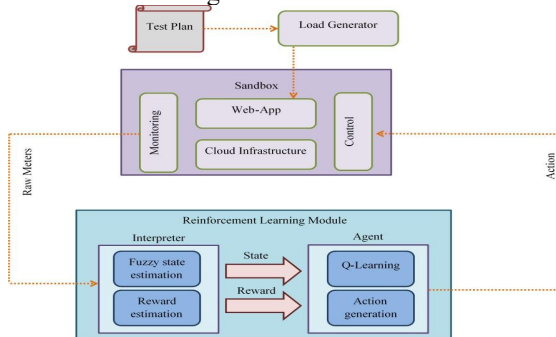 Test Plan
Load Generator
Sandbox
Monitoring
Web-App
Cloud Infrastructure
Control
Raw Meters
Action
Reinforcement Learning Module
Interpreter
Fuzzy state
estimation
Reward
estimation
State
Reward
Agent
Q-Learning
Action
generation